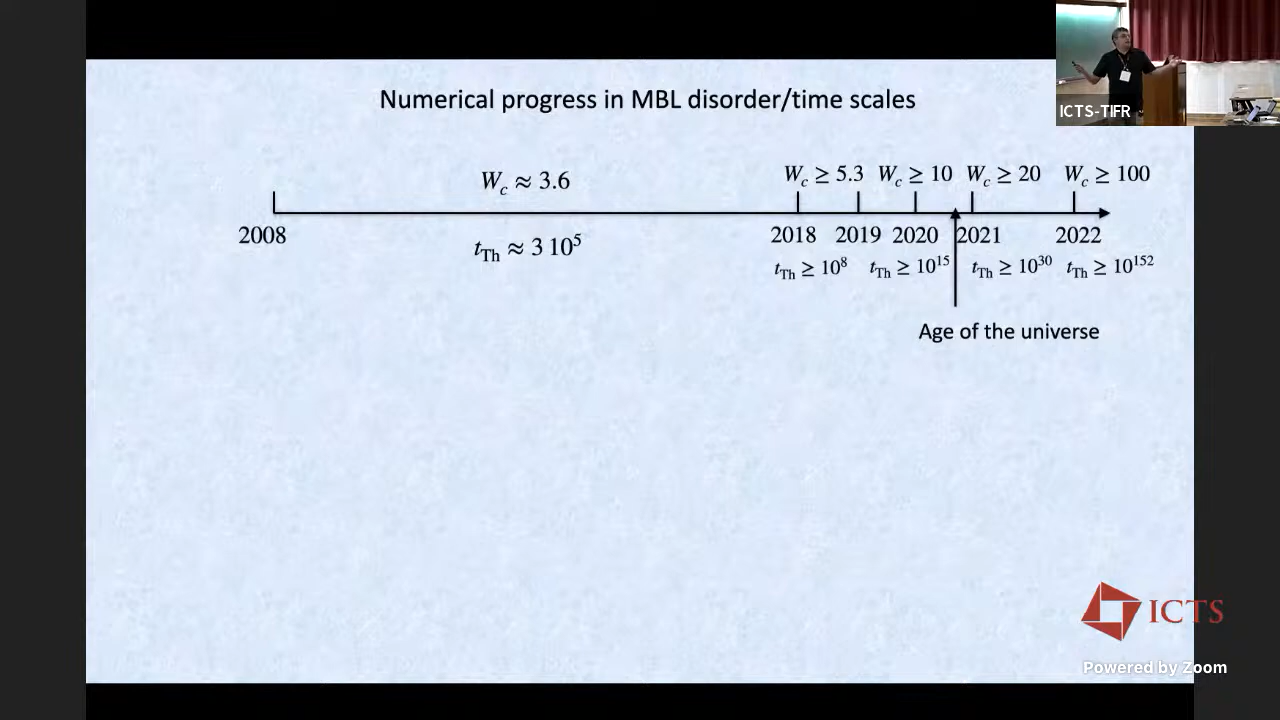 Numerical progress in MBL disorder/time scales
ICTS-TIFR
W_c ≈ 3.6
W_c ≥ 5.3 W_c ≥ 10 W_c ≥ 20 W_c ≥ 100
2008 2018 2019 2020 2021 2022
t_Th ≈ 3 10^5
t_Th ≥ 10^8 t_Th ≥ 10^15 t_Th ≥ 10^30 t_Th ≥ 10^152
Age of the universe
ICTS
Powered by Zoom